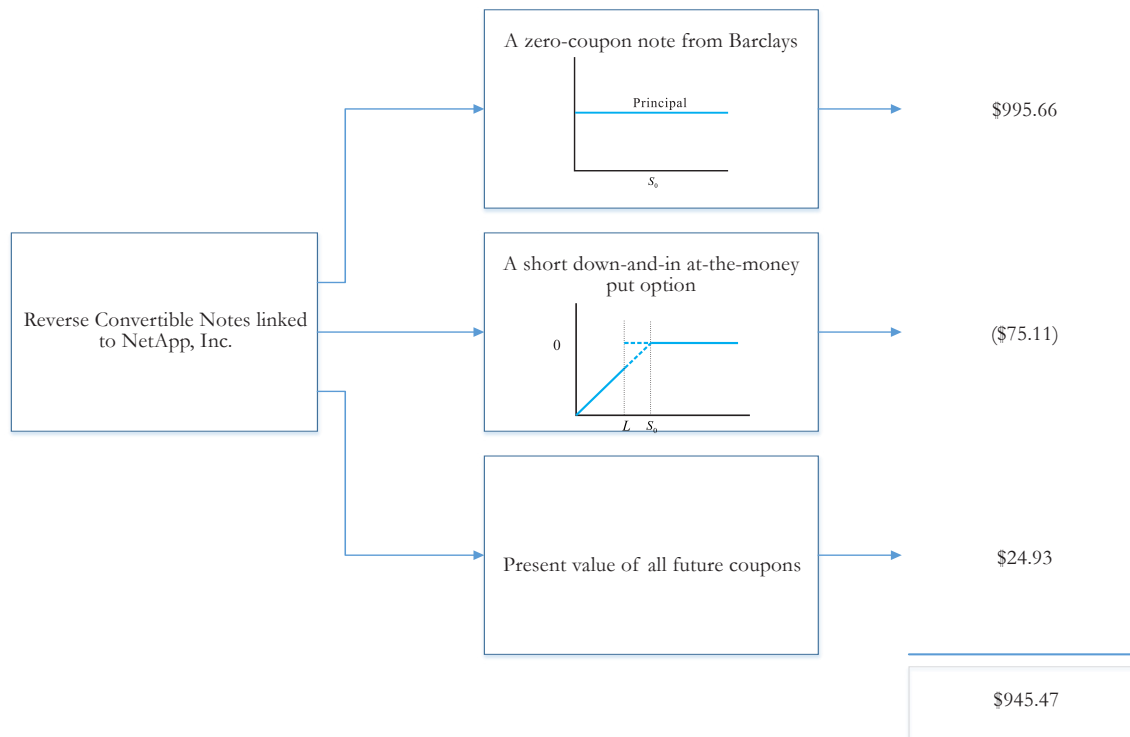 A zero-coupon note from Barclays
Principal
S₀
$995.66
Reverse Convertible Notes linked
to NetApp, Inc.
A short down-and-in at-the-money
put option
0
L S₀
($75.11)
Present value of all future coupons
$24.93
$945.47